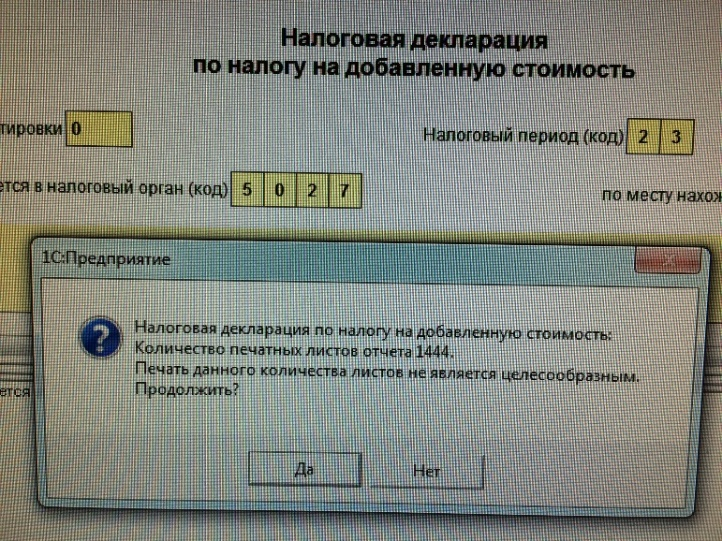 Налоговая декларация
по налогу на добавленную стоимость
тировки 0
Налоговый период (код) 2 3
ется в налоговый орган (код) 5 0 2 7
по месту нахож
1С:Предприятие
Налоговая декларация по налогу на добавленную стоимость:
Количество печатных листов отчета 1444.
Печать данного количества листов не является целесообразным.
Продолжить?
ется
Да
Нет